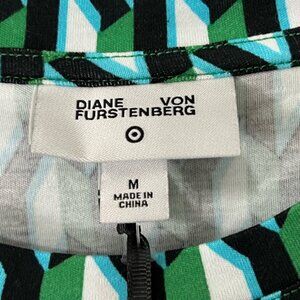 DIANE VON
FURSTENBERG
M
MADE IN
CHINA